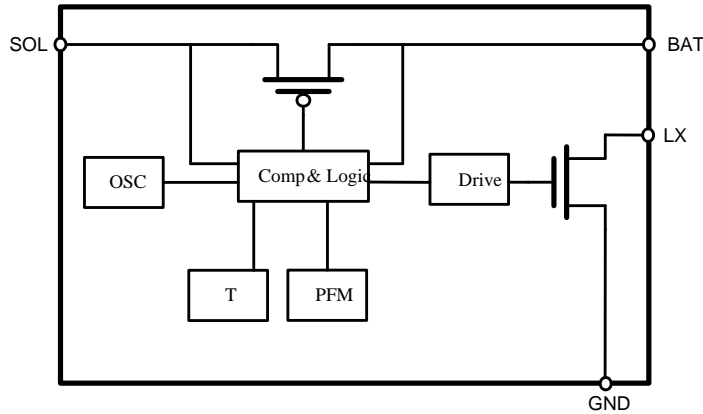 SOL
BAT
LX
OSC
Comp& Logic
Drive
T
PFM
GND